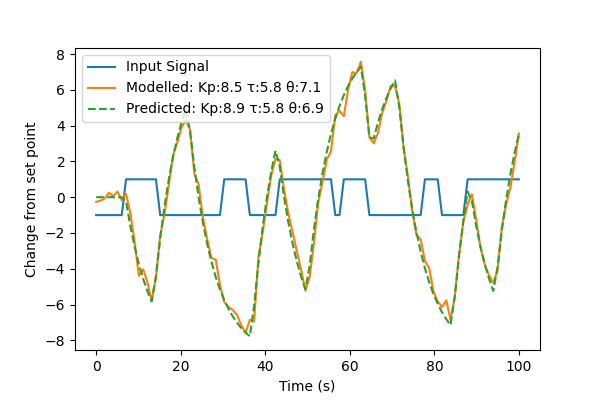 Input Signal
Modelled: Kp:8.5 τ:5.8 θ:7.1
Predicted: Kp:8.9 τ:5.8 θ:6.9
Change from set point
8
6
4
2
0
−2
−4
−6
−8
0 20 40 60 80 100
Time (s)